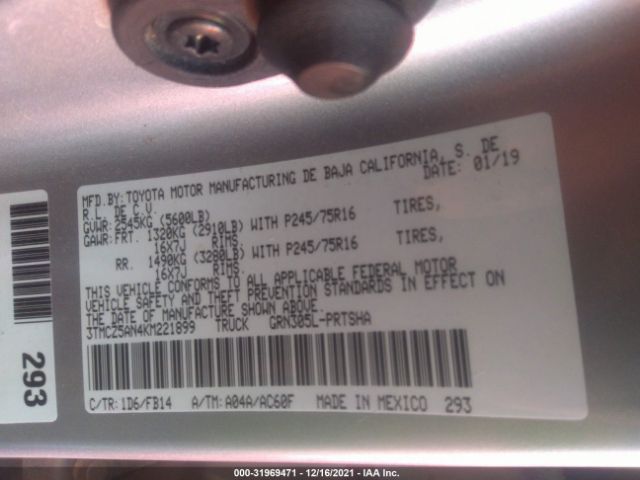 MFD.BY:TOYOTA MOTOR MANUFACTURING DE BAJA CALIFORNIA, S. DE
R.L. DE C.V. DATE: 01/19
GVWR:2545KG (5600LB)
GAWR:FRT. 1320KG (2910LB) WITH P245/75R16 TIRES,
16X7J RIMS.
RR. 1490KG (3280LB) WITH P245/75R16 TIRES,
16X7J RIMS.
THIS VEHICLE CONFORMS TO ALL APPLICABLE FEDERAL MOTOR
VEHICLE SAFETY AND THEFT PREVENTION STANDARDS IN EFFECT ON
THE DATE OF MANUFACTURE SHOWN ABOVE.
3TMCZ5AN4KM221899 TRUCK GRN305L-PRTSHA
C/TR:1D6/FB14 A/TM:A04A/AC60F MADE IN MEXICO 293
293
000-31969471 - 12/16/2021 - IAA Inc.